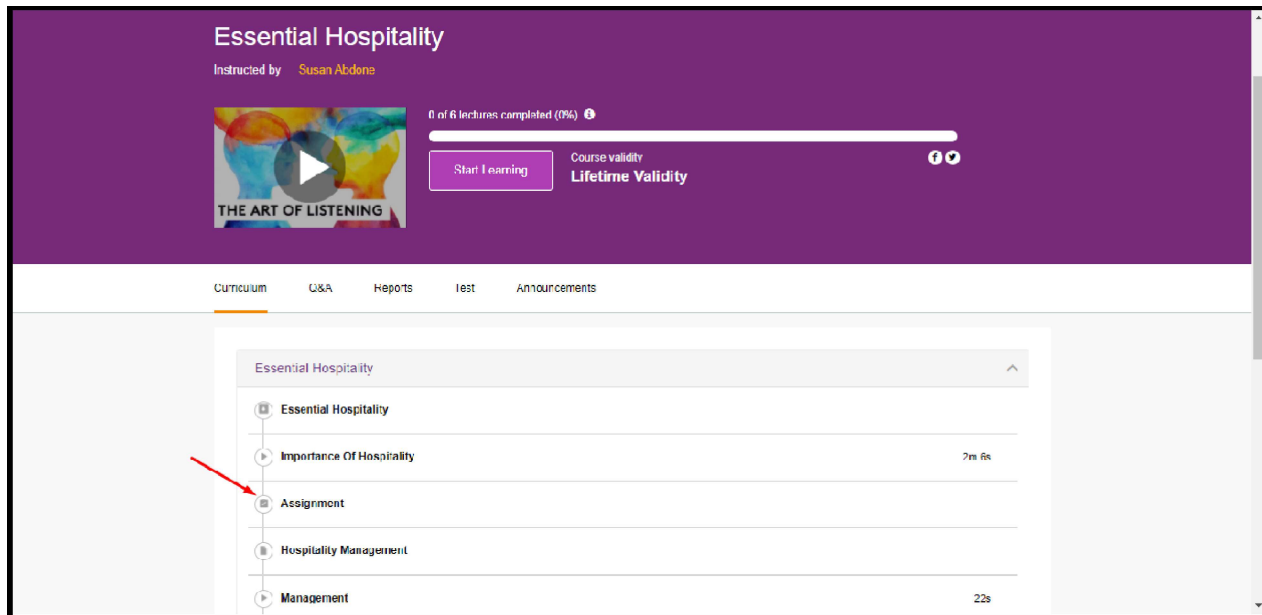 Essential Hospitality
Instructed by Susan Abdone
0 of 6 lectures completed (0%)
Start Learning
Course validity
Lifetime Validity
THE ART OF LISTENING
Curriculum Q&A Reports Test Announcements
Essential Hospitality
Essential Hospitality
Importance Of Hospitality 2m 6s
Assignment
Hospitality Management
Management 22s